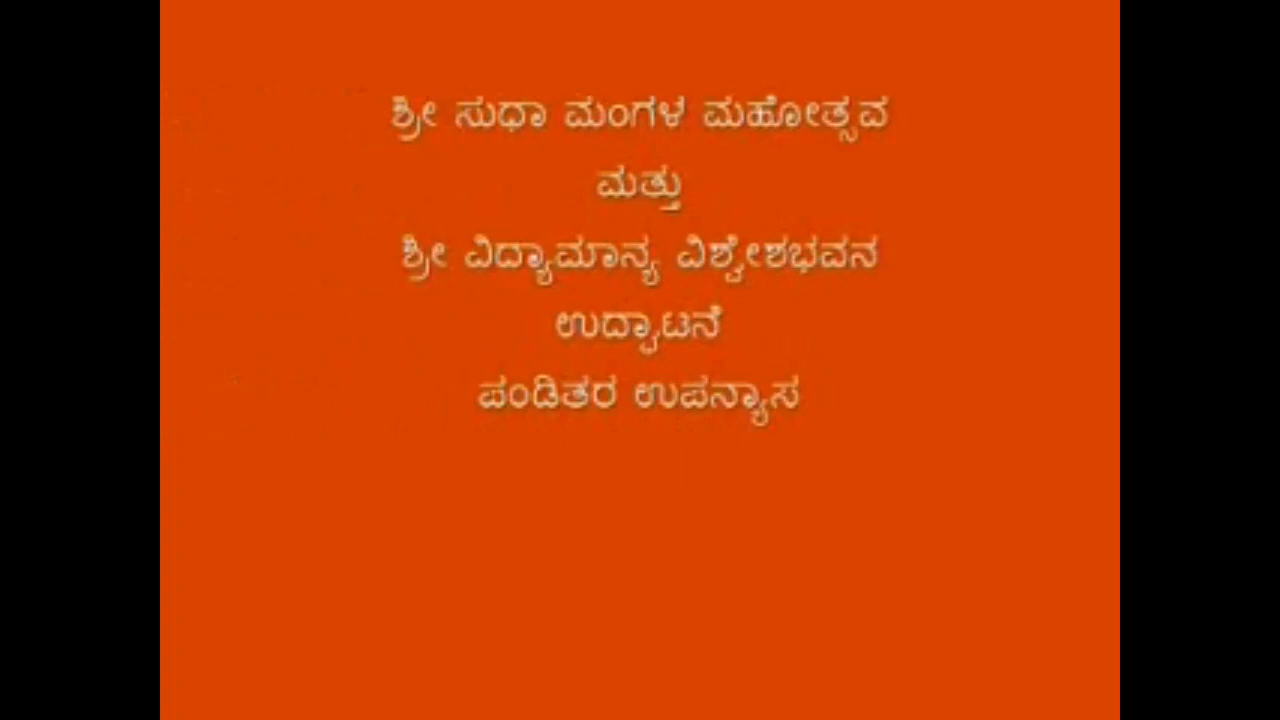 ಶ್ರೀ ಸುಧಾ ಮಂಗಳ ಮಹೋತ್ಸವ
ಮತ್ತು
ಶ್ರೀ ವಿದ್ಯಾಮಾನ್ಯ ವಿಶ್ವೇಶಭವನ
ಉದ್ಘಾಟನೆ
ಪಂಡಿತರ ಉಪನ್ಯಾಸ